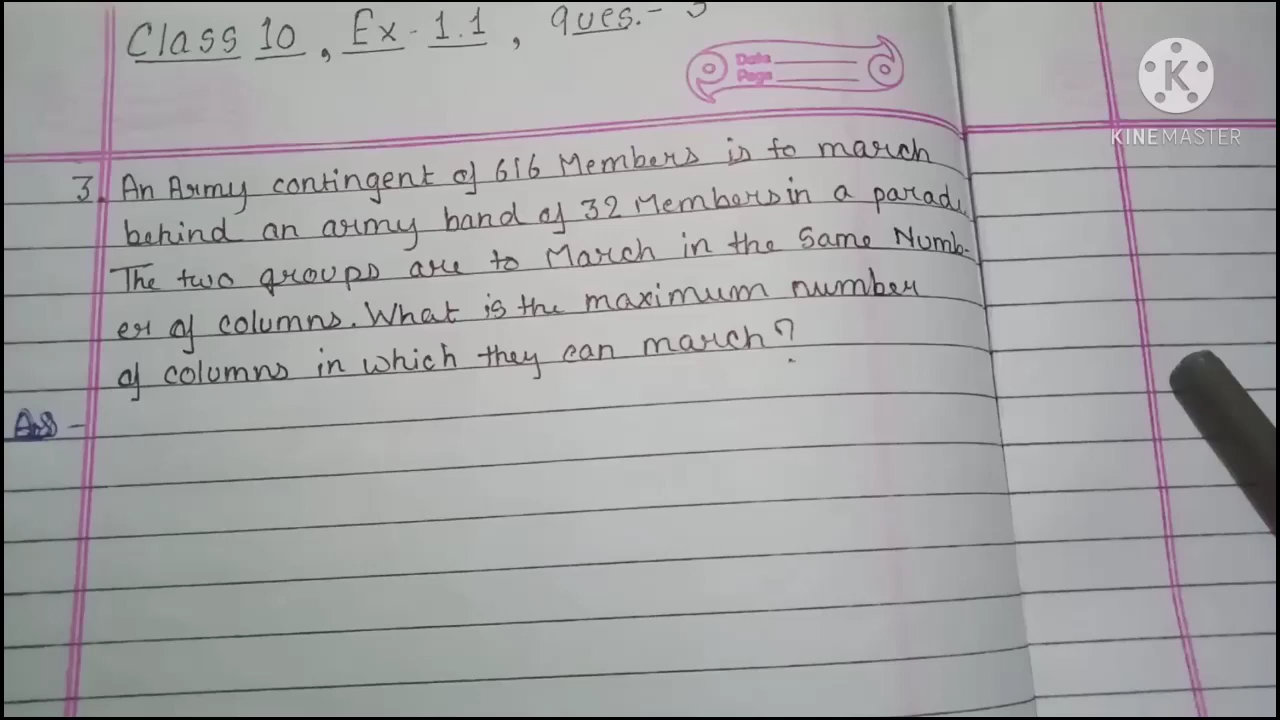 Class 10, Ex-1.1, ques.- 3
Date
Page
KINEMASTER
3. An Army contingent of 616 Members is to march
behind an army band of 32 Members in a parade.
The two groups are to March in the Same Numb-
er of columns. What is the maximum number
of columns in which they can march?
Ans -